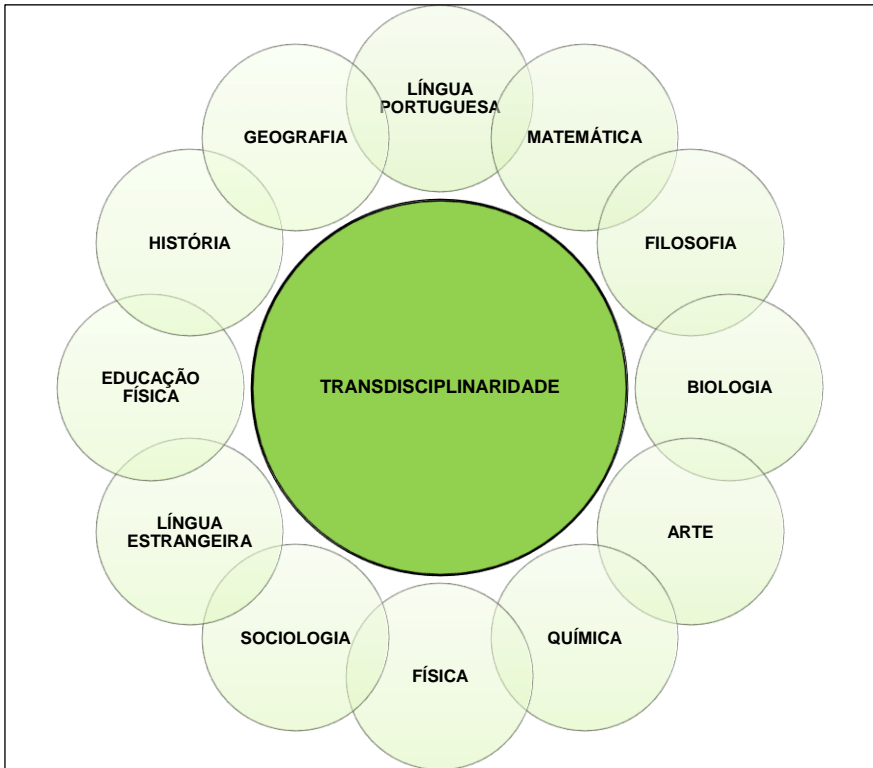 LÍNGUA
PORTUGUESA
GEOGRAFIA
MATEMÁTICA
HISTÓRIA
FILOSOFIA
EDUCAÇÃO
FÍSICA
TRANSDISCIPLINARIDADE
BIOLOGIA
LÍNGUA
ESTRANGEIRA
ARTE
SOCIOLOGIA
QUÍMICA
FÍSICA